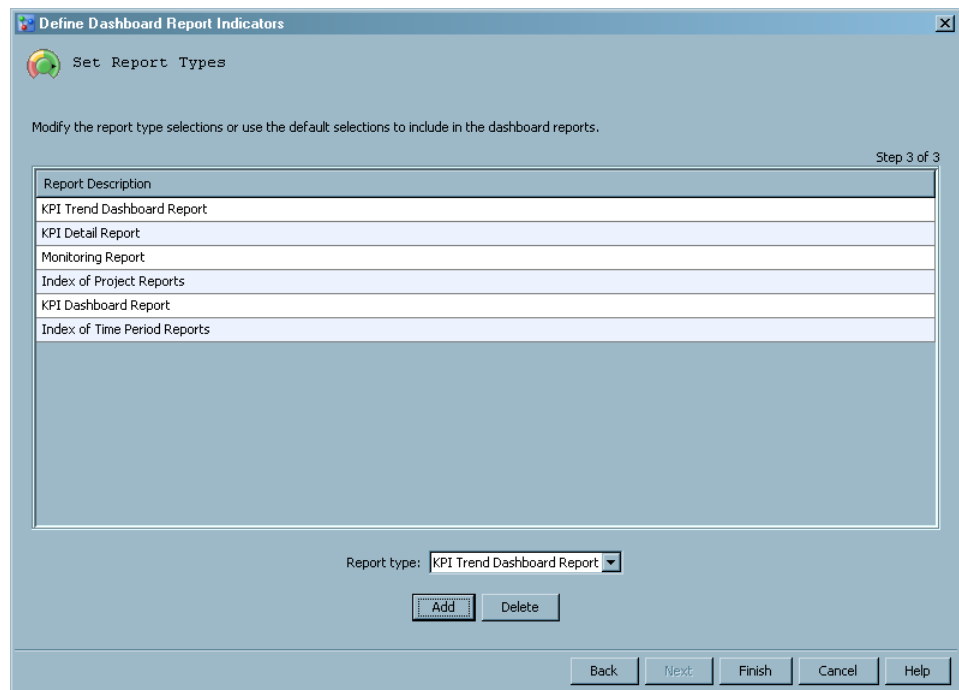 Define Dashboard Report Indicators
Set Report Types
Modify the report type selections or use the default selections to include in the dashboard reports.
Step 3 of 3
Report Description
KPI Trend Dashboard Report
KPI Detail Report
Monitoring Report
Index of Project Reports
KPI Dashboard Report
Index of Time Period Reports
Report type: KPI Trend Dashboard Report
Add Delete
Back Next Finish Cancel Help